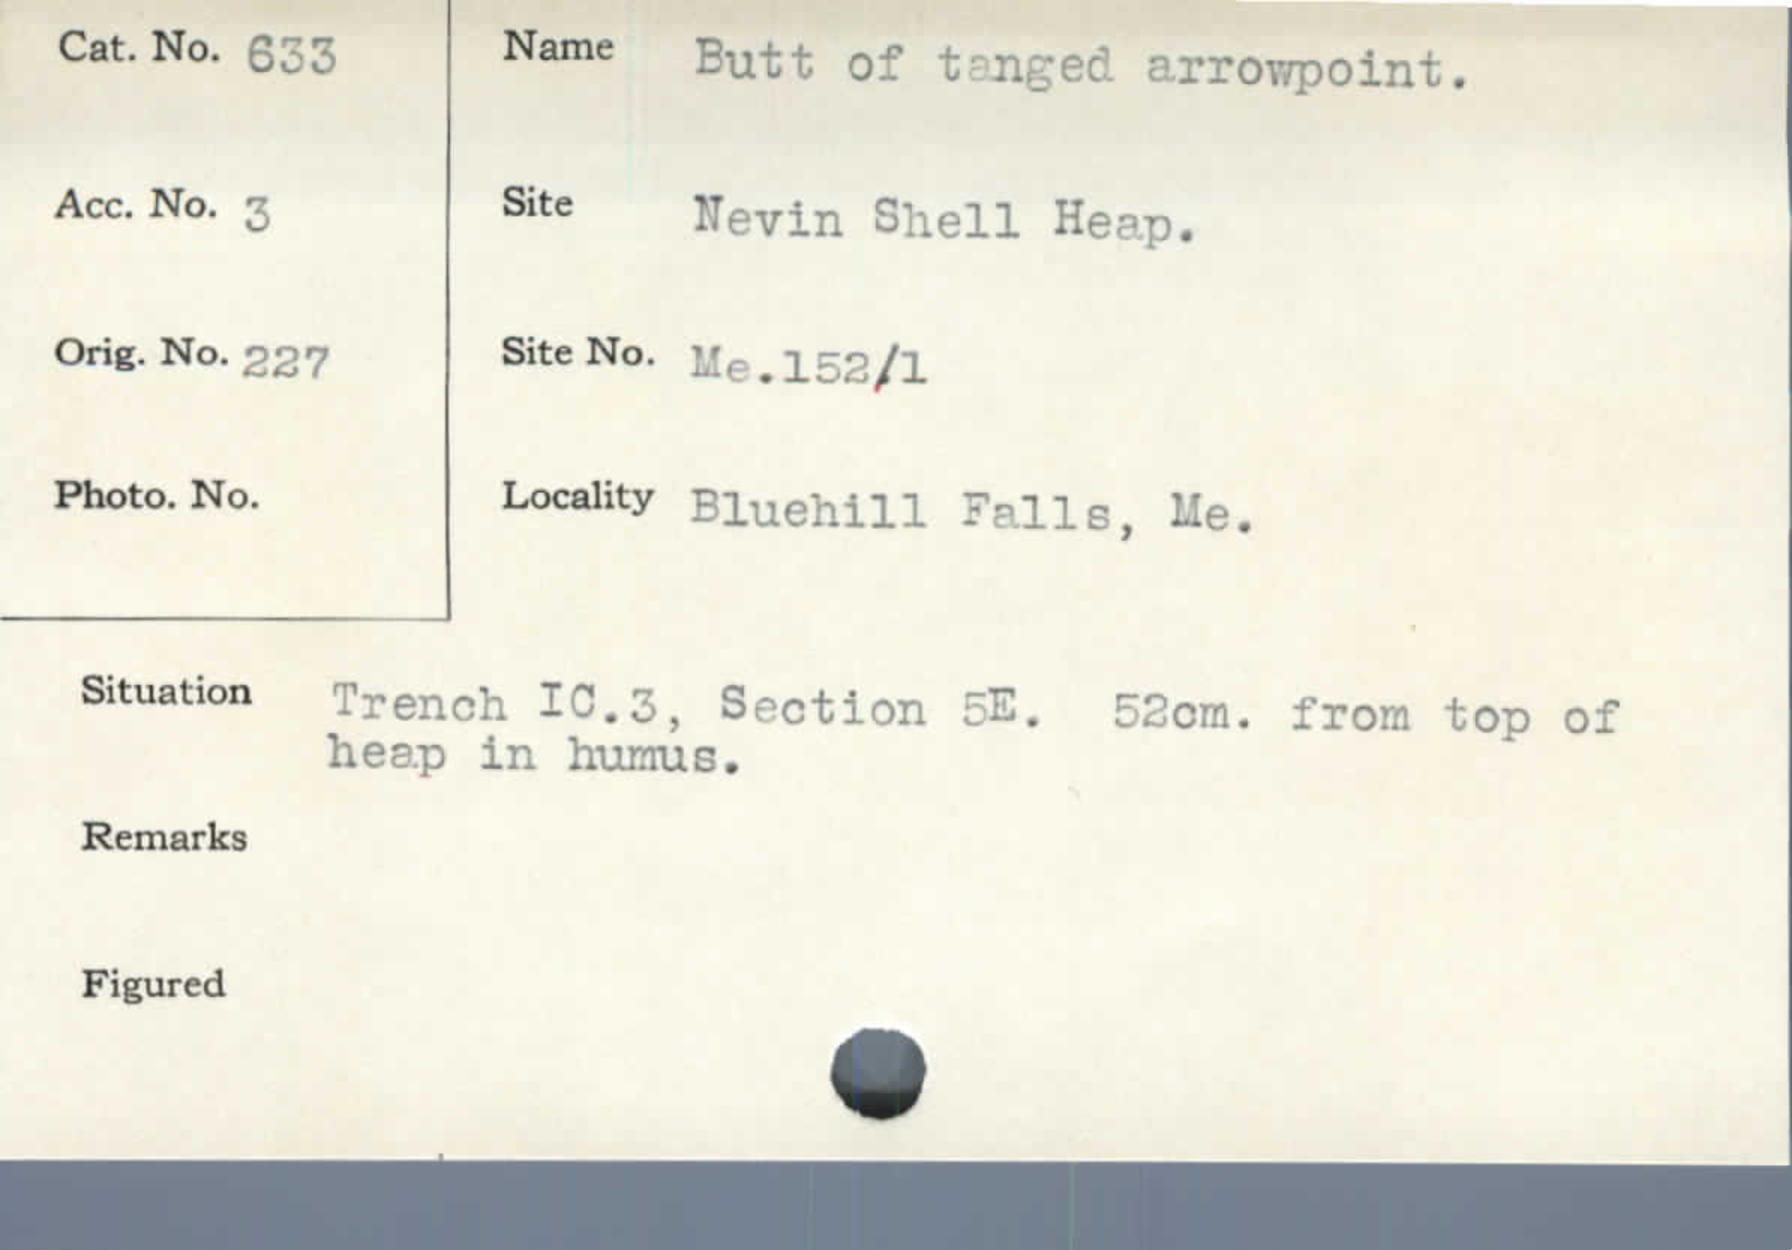 Cat. No. 633
Name Butt of tanged arrowpoint.
Acc. No. 3
Site Nevin Shell Heap.
Orig. No. 227
Site No. Me.152/1
Photo. No.
Locality Bluehill Falls, Me.
Situation Trench IC.3, Section 5E. 52cm. from top of
heap in humus.
Remarks
Figured